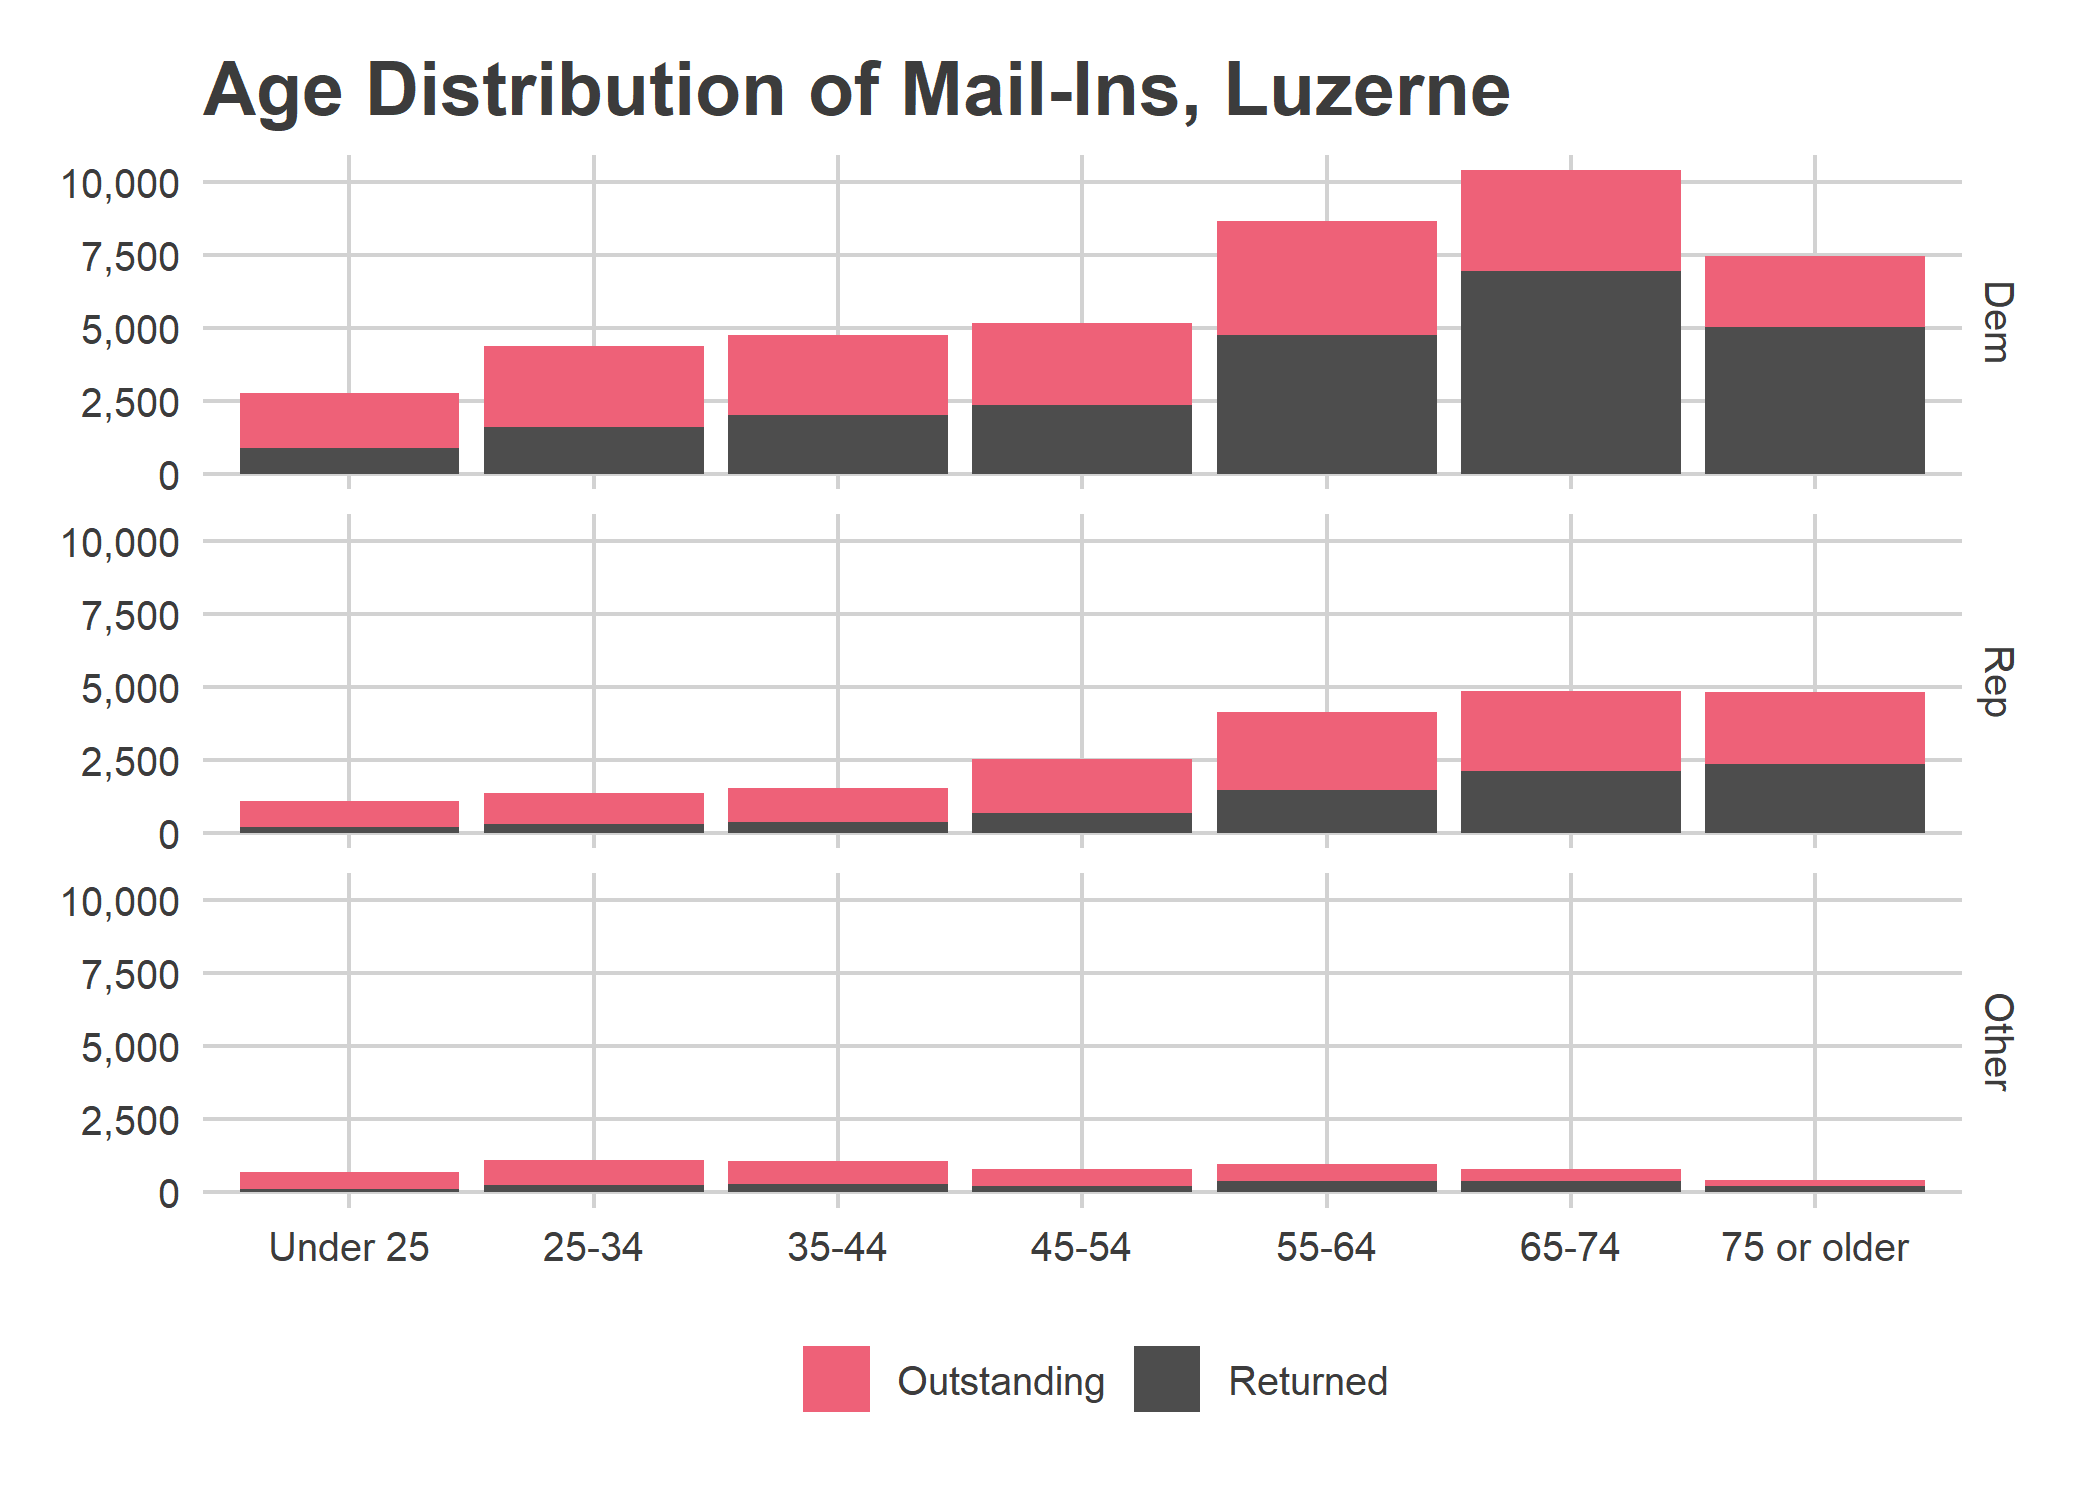 Age Distribution of Mail-Ins, Luzerne
10,000
7,500
5,000
2,500
0
Dem
10,000
7,500
5,000
2,500
0
Rep
10,000
7,500
5,000
2,500
0
Other
Under 25 25-34 35-44 45-54 55-64 65-74 75 or older
Outstanding Returned